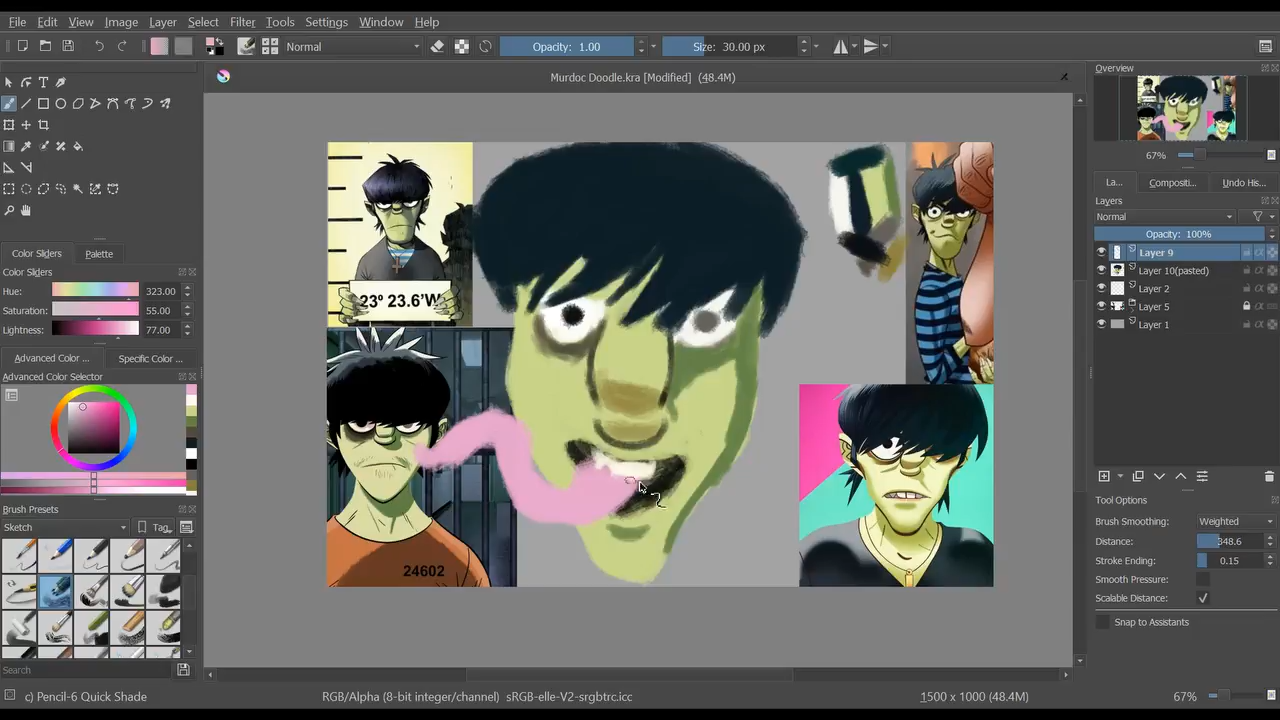 File Edit View Image Layer Select Filter Tools Settings Window Help
Normal Opacity: 1.00 Size: 30.00 px
Murdoc Doodle.kra [Modified] (48.4M)
Overview
67%
La... Compositi... Undo His...
Layers
Normal
Opacity: 100%
Layer 9
Layer 10(pasted)
Layer 2
Layer 5
Layer 1
Color Sliders Palette
Color Sliders
Hue: 323.00
Saturation: 55.00
Lightness: 77.00
Advanced Color ... Specific Color ...
Advanced Color Selector
Brush Presets
Sketch Tag
Search
23º 23.6'W
24602
Tool Options
Brush Smoothing: Weighted
Distance: 348.6
Stroke Ending: 0.15
Smooth Pressure:
Scalable Distance:
Snap to Assistants
c) Pencil-6 Quick Shade RGB/Alpha (8-bit integer/channel) sRGB-elle-V2-srgbtrc.icc 1500 x 1000 (48.4M) 67%